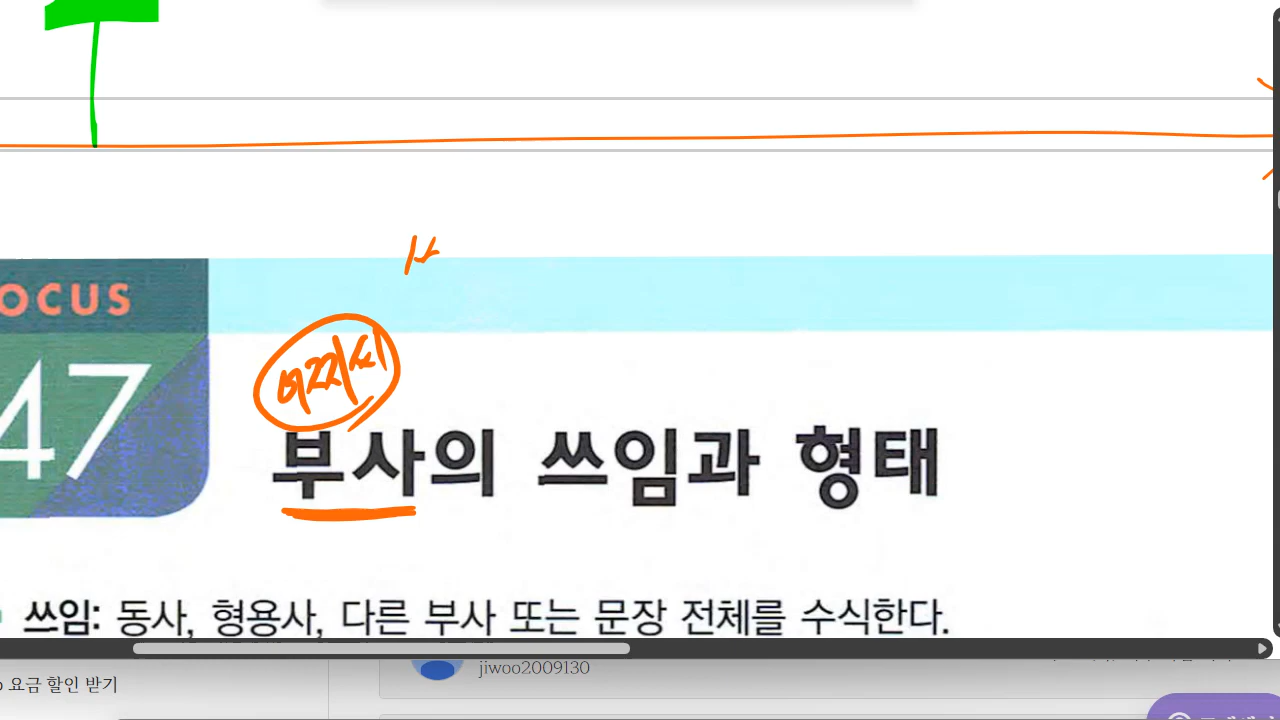 OCUS
47
부사의 쓰임과 형태
쓰임: 동사, 형용사, 다른 부사 또는 문장 전체를 수식한다.
jiwoo2009130
요금 할인 받기